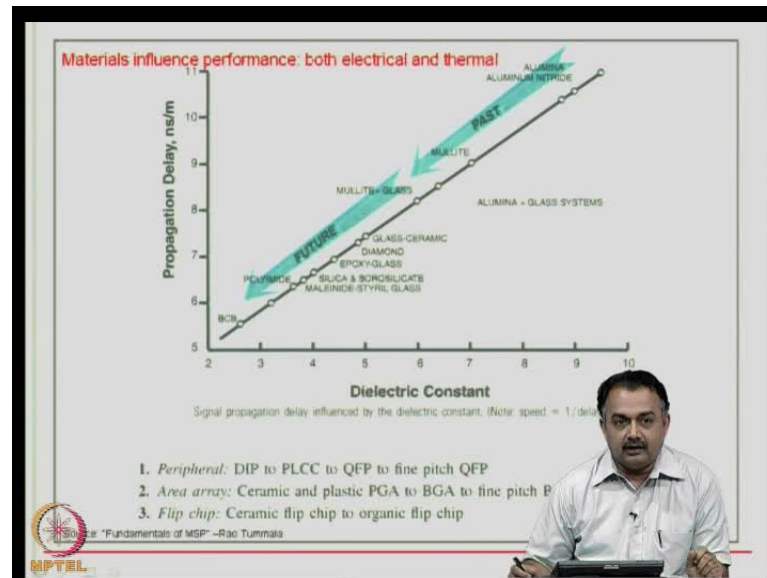 Materials influence performance: both electrical and thermal
11
10
9
8
7
6
5
Propagation Delay, ns/m
ALUMINA
ALUMINUM NITRIDE
PAST
MULLITE
MULLITE + GLASS
ALUMINA + GLASS SYSTEMS
FUTURE
GLASS-CERAMIC
DIAMOND
EPOXY-GLASS
POLYIMIDE
SILICA & BOROSILICATE
MALEINIDE-STYRIL GLASS
BCB
2 3 4 5 6 7 8 9 10
Dielectric Constant
Signal propagation delay influenced by the dielectric constant. (Note: speed = 1/dela
1. Peripheral: DIP to PLCC to QFP to fine pitch QFP
2. Area array: Ceramic and plastic PGA to BGA to fine pitch B
3. Flip chip: Ceramic flip chip to organic flip chip
"Fundamentals of MSP" –Rao Tummala
NPTEL